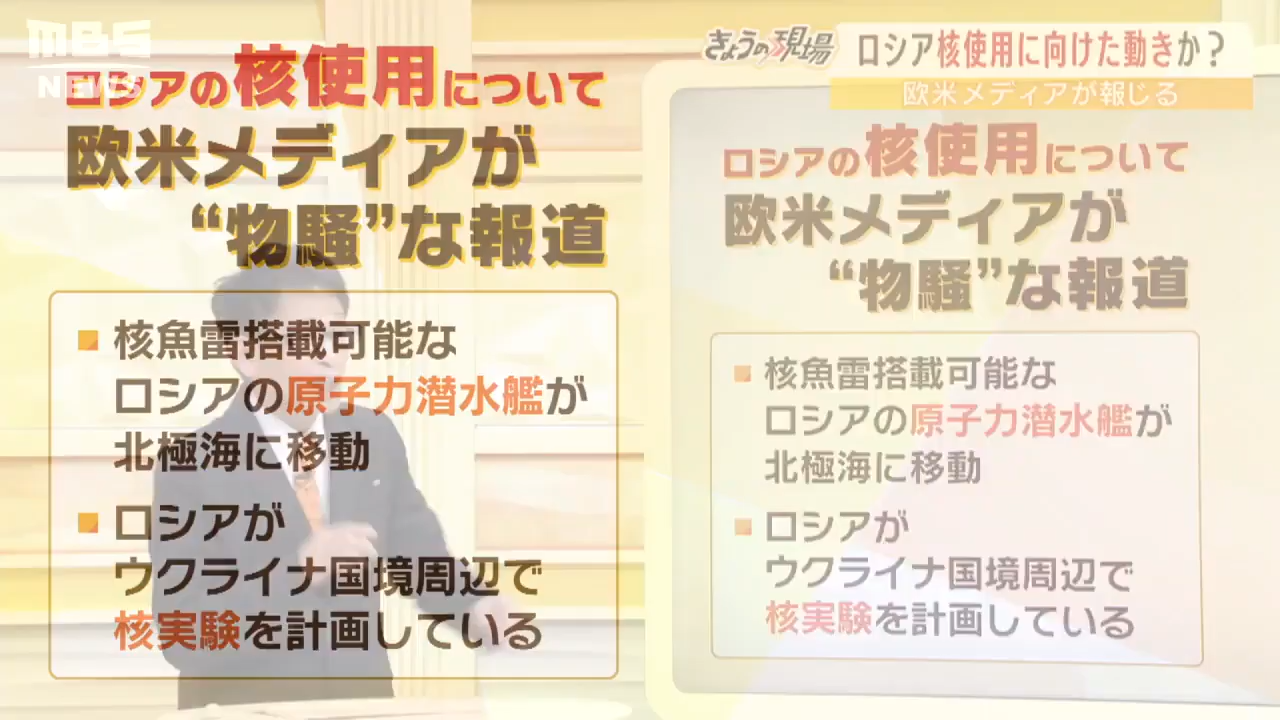 MBS
NEWS
ロシアの核使用について
欧米メディアが
“物騒”な報道
核魚雷搭載可能な
ロシアの原子力潜水艦が
北極海に移動
ロシアが
ウクライナ国境周辺で
核実験を計画している
きょうの現場
ロシア核使用に向けた動きか?
欧米メディアが報じる
ロシアの核使用について
欧米メディアが
“物騒”な報道
核魚雷搭載可能な
ロシアの原子力潜水艦が
北極海に移動
ロシアが
ウクライナ国境周辺で
核実験を計画している